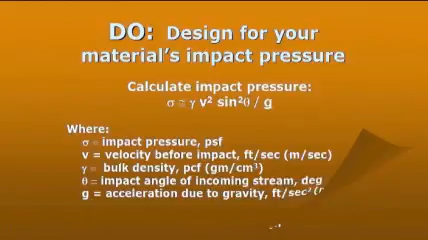 DO: Design for your
material's impact pressure
Calculate impact pressure:
σ ≅ γ v² sin²θ / g
Where:
σ = impact pressure, psf
v = velocity before impact, ft/sec (m/sec)
γ = bulk density, pcf (gm/cm³)
θ = impact angle of incoming stream, deg
g = acceleration due to gravity, ft/sec² (